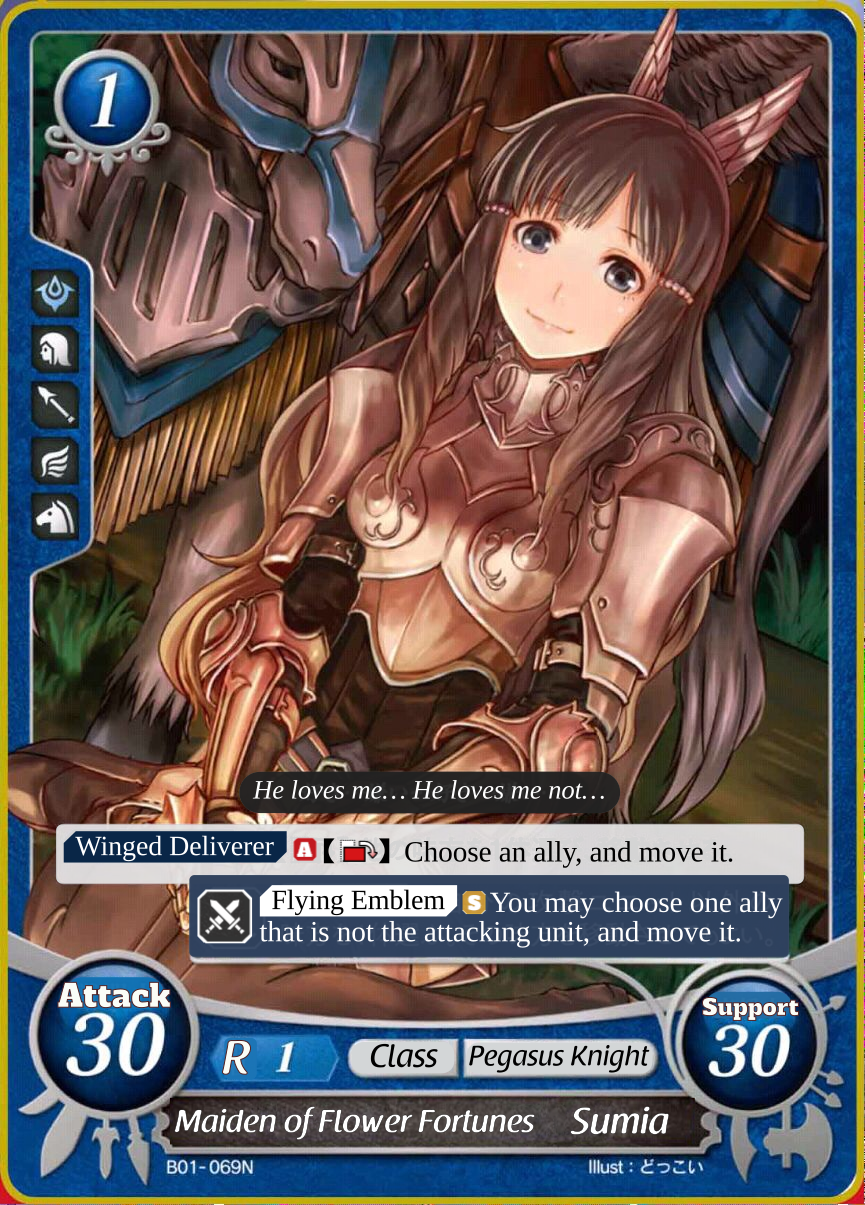 1
He loves me… He loves me not…
Winged Deliverer A 【 】 Choose an ally, and move it.
Flying Emblem S You may choose one ally
that is not the attacking unit, and move it.
Attack
30
R 1
Class Pegasus Knight
Support
30
Maiden of Flower Fortunes Sumia
B01-069N Illust：どっこい